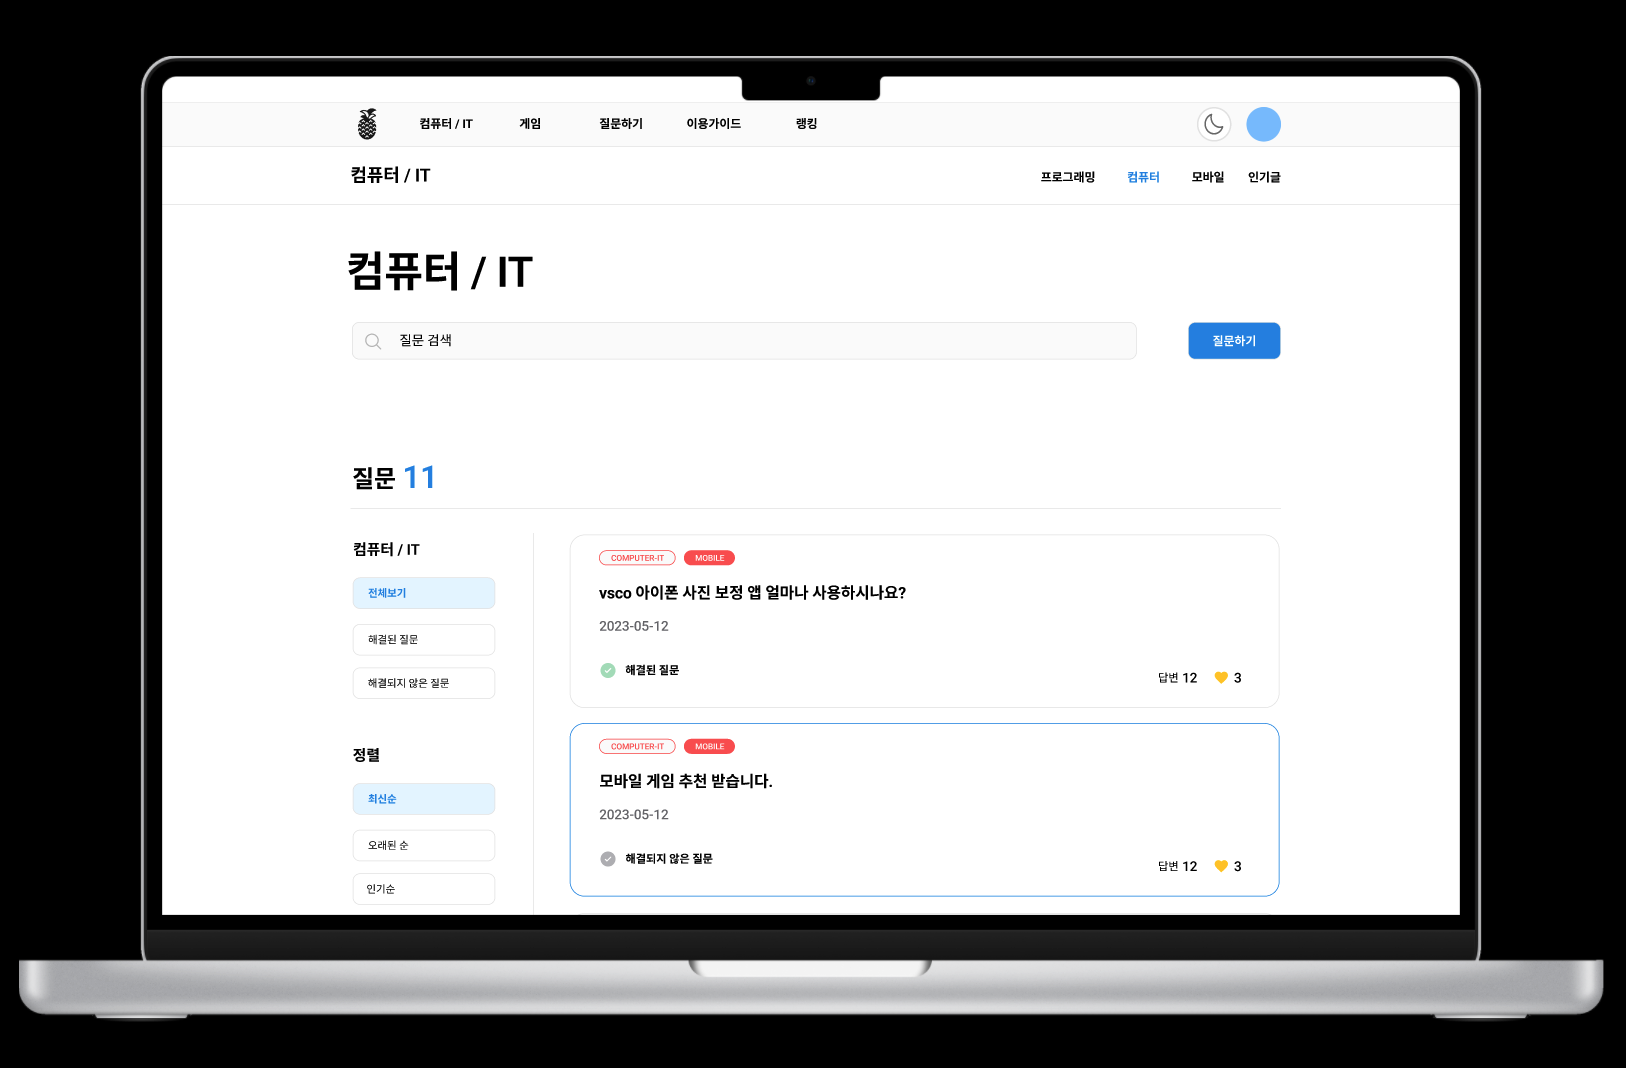 컴퓨터 / IT 게임 질문하기 이용가이드 랭킹
컴퓨터 / IT
프로그래밍 컴퓨터 모바일 인기글
컴퓨터 / IT
질문 검색
질문하기
질문 11
컴퓨터 / IT
전체보기
해결된 질문
해결되지 않은 질문
정렬
최신순
오래된 순
인기순
COMPUTER-IT MOBILE
vsco 아이폰 사진 보정 앱 얼마나 사용하시나요?
2023-05-12
해결된 질문
답변 12 3
COMPUTER-IT MOBILE
모바일 게임 추천 받습니다.
2023-05-12
해결되지 않은 질문
답변 12 3